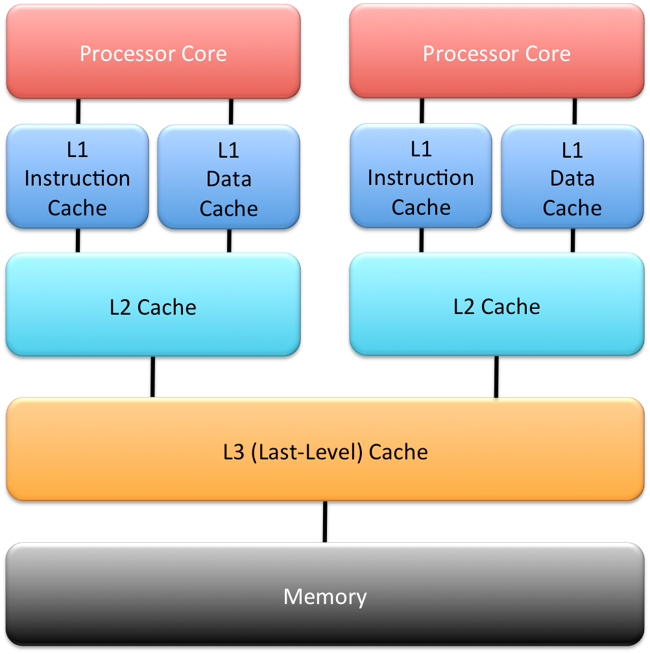 Processor Core
Processor Core
L1
Instruction
Cache
L1
Data
Cache
L1
Instruction
Cache
L1
Data
Cache
L2 Cache
L2 Cache
L3 (Last-Level) Cache
Memory